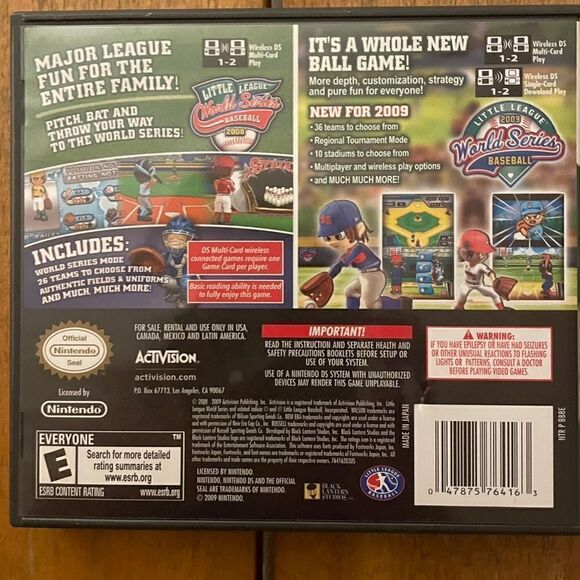 MAJOR LEAGUE
FUN FOR THE
ENTIRE FAMILY!
PITCH, BAT AND
THROW YOUR WAY
TO THE WORLD SERIES!
1-2
Wireless DS
Multi-Card
Play
LITTLE LEAGUE
World Series
BASEBALL
2008
INCLUDES:
WORLD SERIES MODE
26 TEAMS TO CHOOSE FROM
AUTHENTIC FIELDS & UNIFORMS
AND MUCH, MUCH MORE!
DS Multi-Card wireless
connected games require one
Game Card per player.
Basic reading ability is needed
to fully enjoy this game.
IT'S A WHOLE NEW
BALL GAME!
More depth, customization, strategy
and pure fun for everyone!
1-2
Wireless DS
Multi-Card
Play
1-2
Wireless DS
Single-Card
Download Play
NEW FOR 2009
• 36 teams to choose from
• Regional Tournament Mode
• 10 stadiums to choose from
• Multiplayer and wireless play options
• and MUCH MUCH MORE!
LITTLE LEAGUE
2009
World Series
BASEBALL
Official
Nintendo
Seal
Licensed by
Nintendo
FOR SALE, RENTAL AND USE ONLY IN USA,
CANADA, MEXICO AND LATIN AMERICA.
ACTIVISION
activision.com
P.O. Box 67713, Los Angeles, CA 90067
IMPORTANT!
READ THE INSTRUCTION AND SEPARATE HEALTH AND
SAFETY PRECAUTIONS BOOKLETS BEFORE SETUP OR
USE OF YOUR SYSTEM.
USE OF A NINTENDO DS SYSTEM WITH UNAUTHORIZED
DEVICES MAY RENDER THIS GAME UNPLAYABLE.
WARNING:
IF YOU HAVE EPILEPSY OR HAVE HAD SEIZURES
OR OTHER UNUSUAL REACTIONS TO FLASHING
LIGHTS OR PATTERNS, CONSULT A DOCTOR
BEFORE PLAYING VIDEO GAMES.
EVERYONE
E
Search for more detailed
rating summaries at
www.esrb.org
ESRB CONTENT RATING
www.esrb.org
LICENSED BY NINTENDO.
NINTENDO, NINTENDO DS AND THE OFFICIAL
SEAL ARE TRADEMARKS OF NINTENDO.
© 2009 NINTENDO.
BLACK
LANTERN
STUDIOS, INC.
LITTLE LEAGUE
BASEBALL
MADE IN JAPAN
0 47875 76416 3